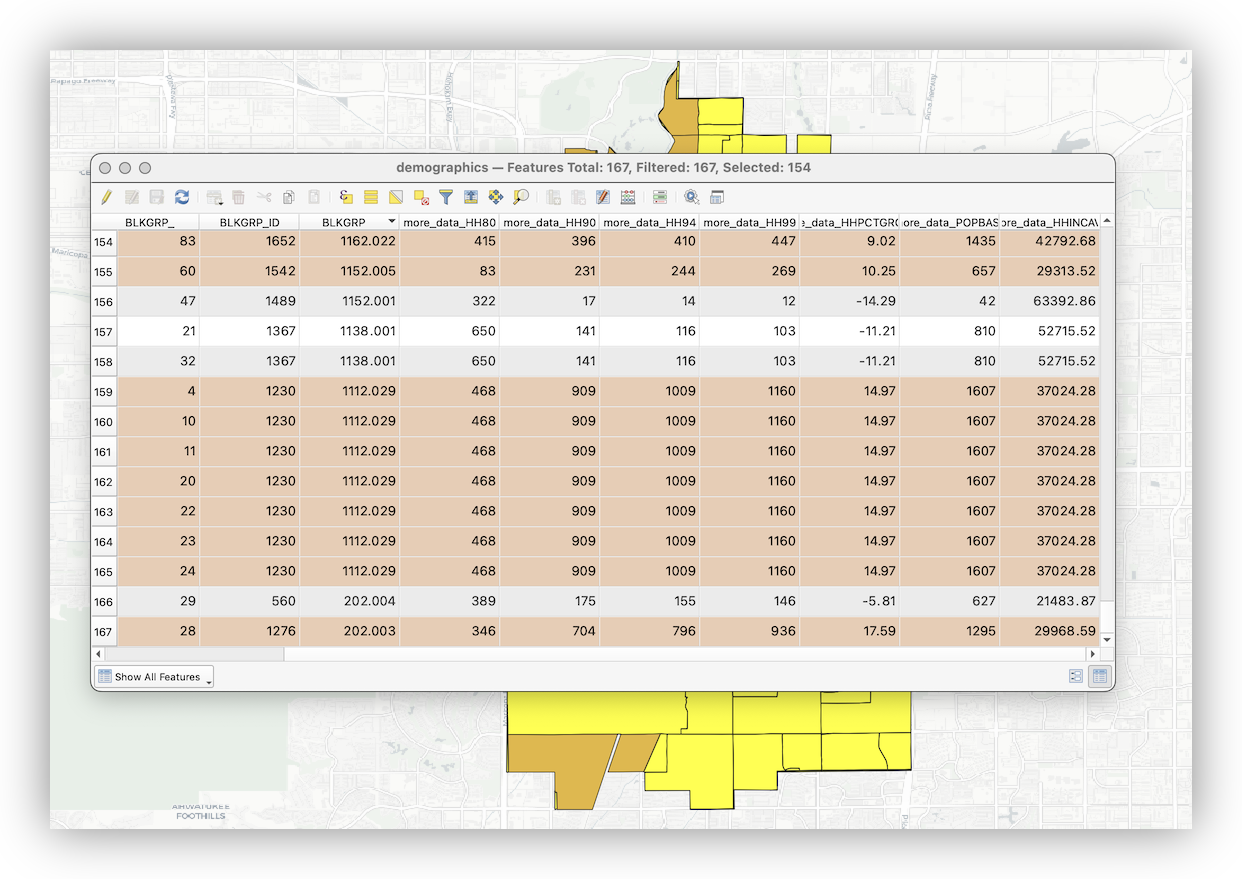 demographics — Features Total: 167, Filtered: 167, Selected: 154
BLKGRP_ BLKGRP_ID BLKGRP more_data_HH80 more_data_HH90 more_data_HH94 more_data_HH99 e_data_HHPCTGRO ore_data_POPBAS ore_data_HHINCAV
154 83 1652 1162.022 415 396 410 447 9.02 1435 42792.68
155 60 1542 1152.005 83 231 244 269 10.25 657 29313.52
156 47 1489 1152.001 322 17 14 12 -14.29 42 63392.86
157 21 1367 1138.001 650 141 116 103 -11.21 810 52715.52
158 32 1367 1138.001 650 141 116 103 -11.21 810 52715.52
159 4 1230 1112.029 468 909 1009 1160 14.97 1607 37024.28
160 10 1230 1112.029 468 909 1009 1160 14.97 1607 37024.28
161 11 1230 1112.029 468 909 1009 1160 14.97 1607 37024.28
162 20 1230 1112.029 468 909 1009 1160 14.97 1607 37024.28
163 22 1230 1112.029 468 909 1009 1160 14.97 1607 37024.28
164 23 1230 1112.029 468 909 1009 1160 14.97 1607 37024.28
165 24 1230 1112.029 468 909 1009 1160 14.97 1607 37024.28
166 29 560 202.004 389 175 155 146 -5.81 627 21483.87
167 28 1276 202.003 346 704 796 936 17.59 1295 29968.59
Show All Features
AHWATUKEE
FOOTHILLS